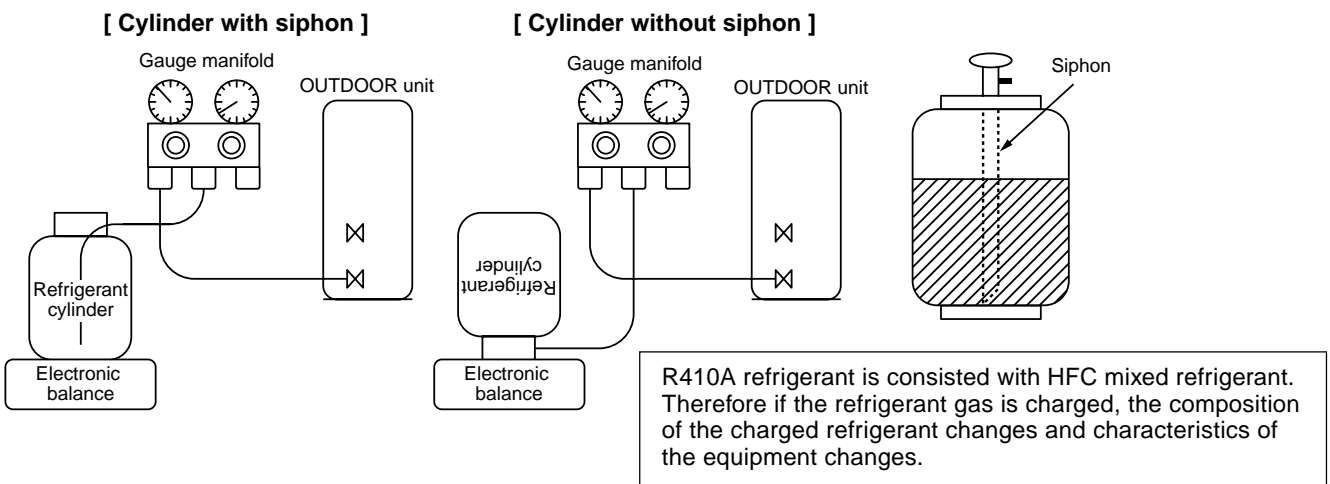 [ Cylinder with siphon ]
Gauge manifold
OUTDOOR unit
Refrigerant
cylinder
Electronic
balance
[ Cylinder without siphon ]
Gauge manifold
OUTDOOR unit
Refrigerant
cylinder
Electronic
balance
Siphon
R410A refrigerant is consisted with HFC mixed refrigerant.
Therefore if the refrigerant gas is charged, the composition
of the charged refrigerant changes and characteristics of
the equipment changes.